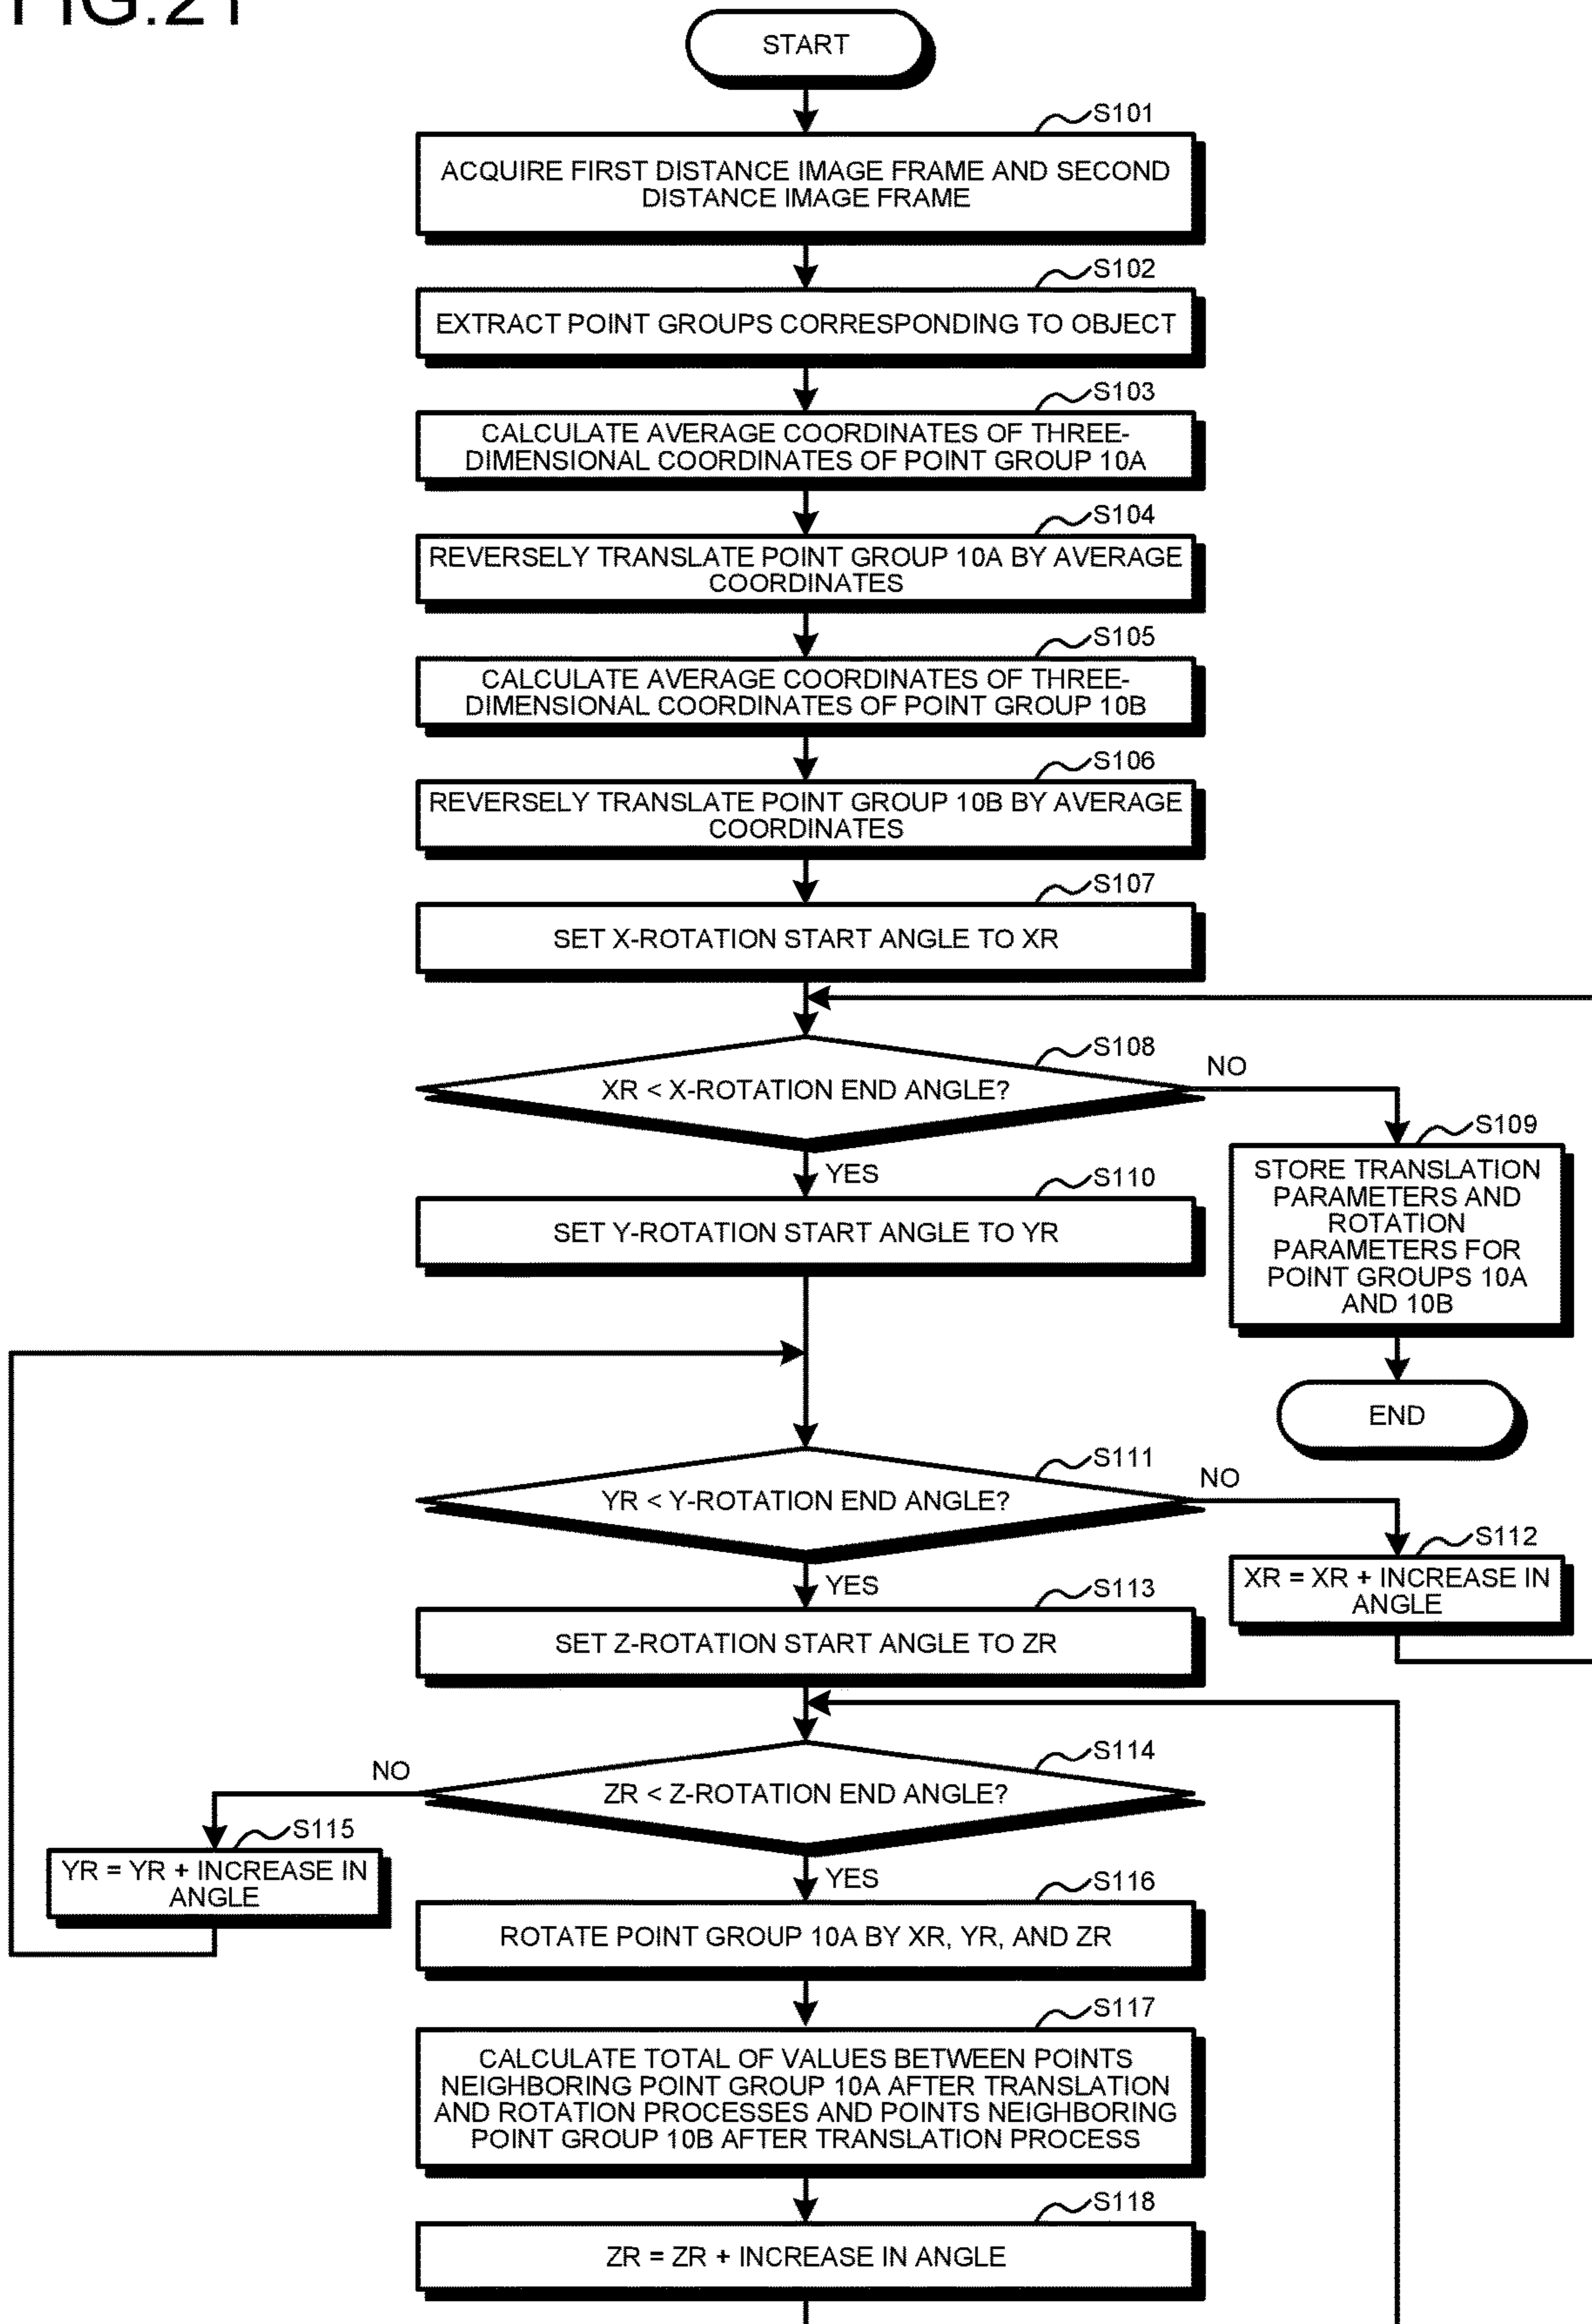 FIG.21
START
S101
ACQUIRE FIRST DISTANCE IMAGE FRAME AND SECOND
DISTANCE IMAGE FRAME
S102
EXTRACT POINT GROUPS CORRESPONDING TO OBJECT
S103
CALCULATE AVERAGE COORDINATES OF THREE-
DIMENSIONAL COORDINATES OF POINT GROUP 10A
S104
REVERSELY TRANSLATE POINT GROUP 10A BY AVERAGE
COORDINATES
S105
CALCULATE AVERAGE COORDINATES OF THREE-
DIMENSIONAL COORDINATES OF POINT GROUP 10B
S106
REVERSELY TRANSLATE POINT GROUP 10B BY AVERAGE
COORDINATES
S107
SET X-ROTATION START ANGLE TO XR
S108
XR < X-ROTATION END ANGLE?
NO
S109
STORE TRANSLATION
PARAMETERS AND
ROTATION
PARAMETERS FOR
POINT GROUPS 10A
AND 10B
END
YES
S110
SET Y-ROTATION START ANGLE TO YR
S111
YR < Y-ROTATION END ANGLE?
NO
S112
XR = XR + INCREASE IN
ANGLE
YES
S113
SET Z-ROTATION START ANGLE TO ZR
S114
ZR < Z-ROTATION END ANGLE?
NO
S115
YR = YR + INCREASE IN
ANGLE
YES
S116
ROTATE POINT GROUP 10A BY XR, YR, AND ZR
S117
CALCULATE TOTAL OF VALUES BETWEEN POINTS
NEIGHBORING POINT GROUP 10A AFTER TRANSLATION
AND ROTATION PROCESSES AND POINTS NEIGHBORING
POINT GROUP 10B AFTER TRANSLATION PROCESS
S118
ZR = ZR + INCREASE IN ANGLE